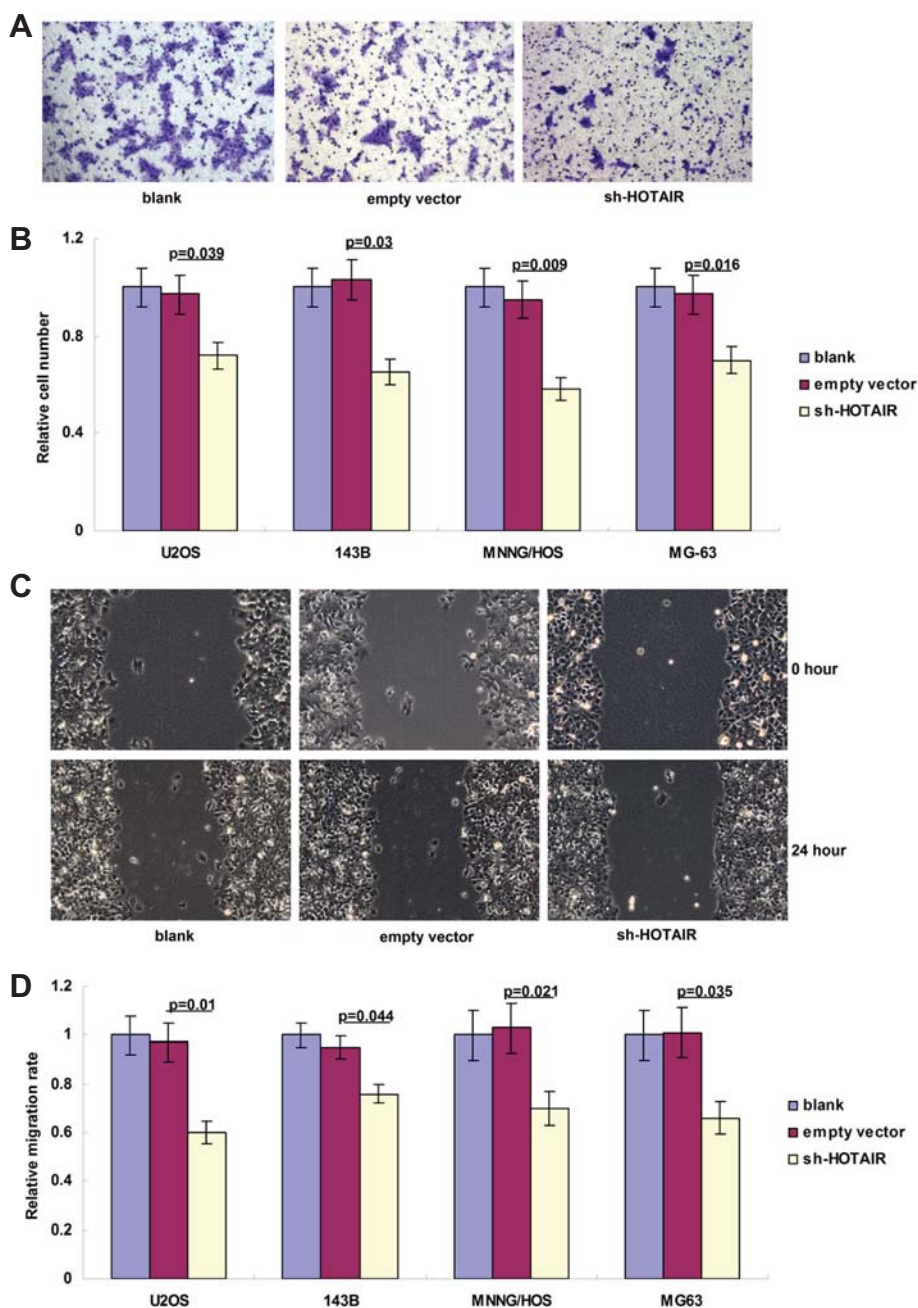 A
blank empty vector sh-HOTAIR
B
1.2
0.8
0.4
0
Relative cell number
p=0.039 p=0.03 p=0.009 p=0.016
U2OS 143B MNNG/HOS MG-63
blank
empty vector
sh-HOTAIR
C
0 hour
24 hour
blank empty vector sh-HOTAIR
D
1.2
1
0.8
0.6
0.4
0.2
0
Relative migration rate
p=0.01 p=0.044 p=0.021 p=0.035
U2OS 143B MNNG/HOS MG63
blank
empty vector
sh-HOTAIR